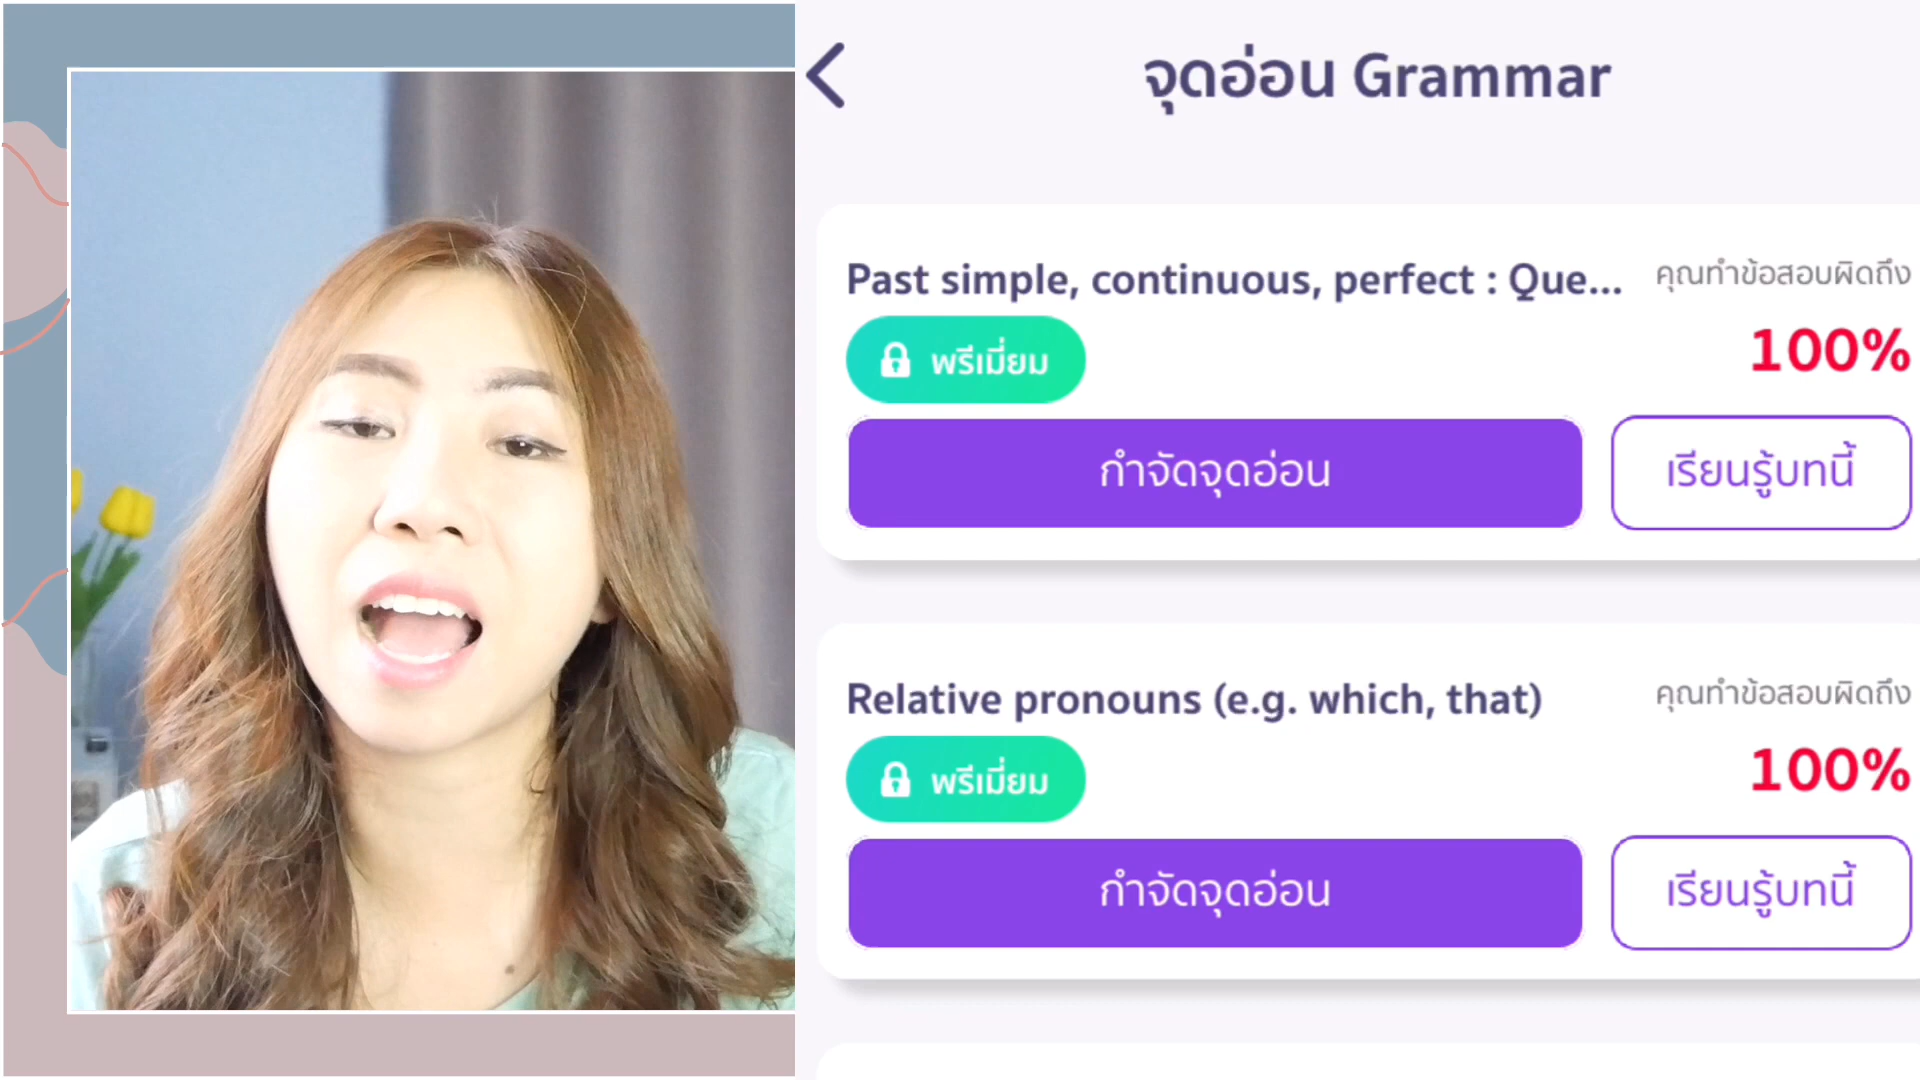 จุดอ่อน Grammar
Past simple, continuous, perfect : Que...
คุณทำข้อสอบผิดถึง
พรีเมี่ยม
100%
กำจัดจุดอ่อน
เรียนรู้บทนี้
Relative pronouns (e.g. which, that)
คุณทำข้อสอบผิดถึง
พรีเมี่ยม
100%
กำจัดจุดอ่อน
เรียนรู้บทนี้